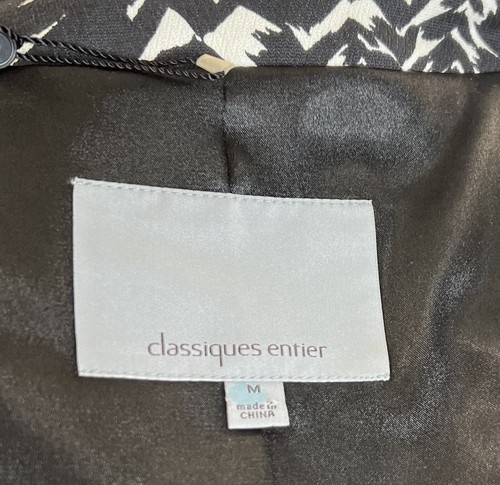 classiques entier
M
made in
CHINA